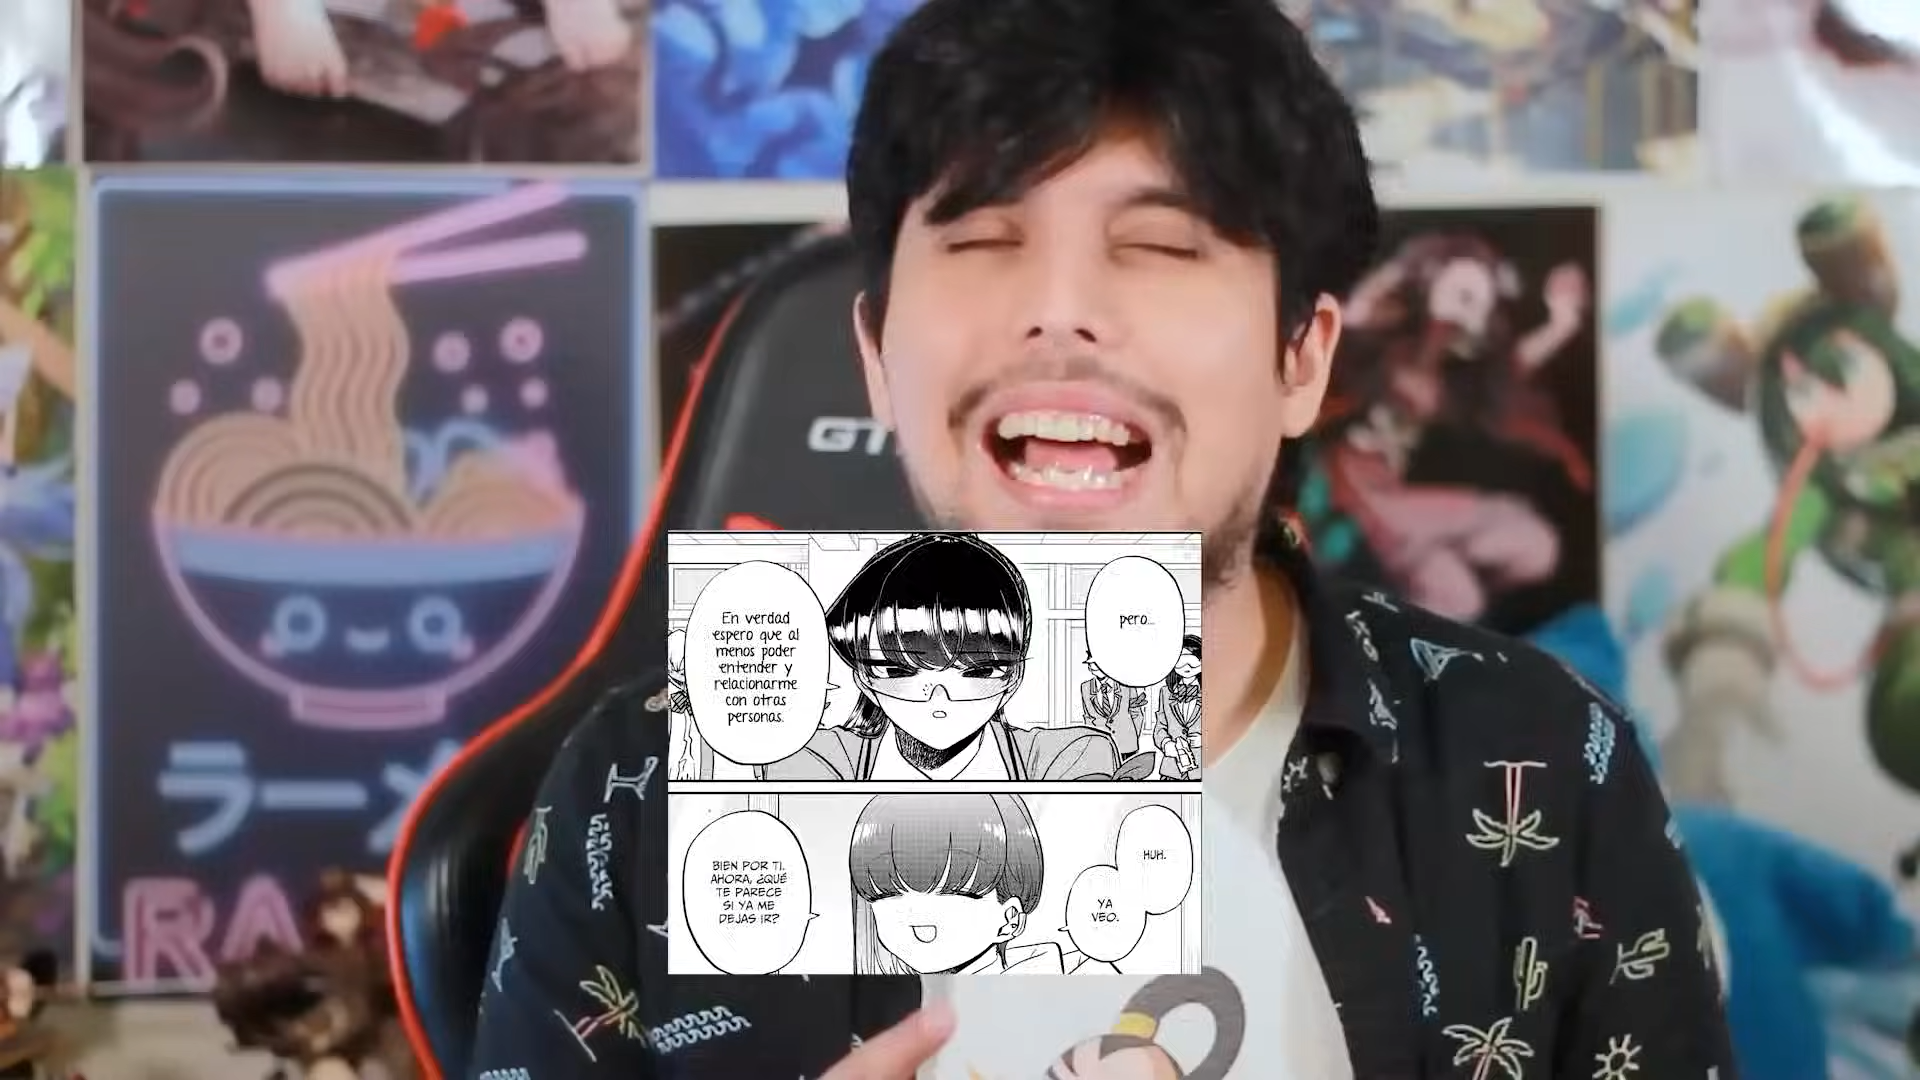 GT
pero...
En verdad
espero que al
menos poder
entender y
relacionarme
con otras
personas.
HUH.
YA
VEO.
BIEN POR TI.
AHORA, ¿QUÉ
TE PARECE
SI YA ME
DEJAS IR?
ラーメ
RA